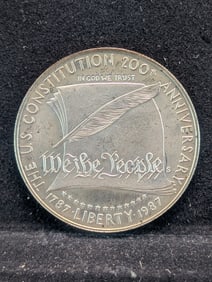 THE U.S. CONSTITUTION 200TH ANNIVERSARY
IN GOD WE TRUST
We the People
S
1787 · LIBERTY · 1987